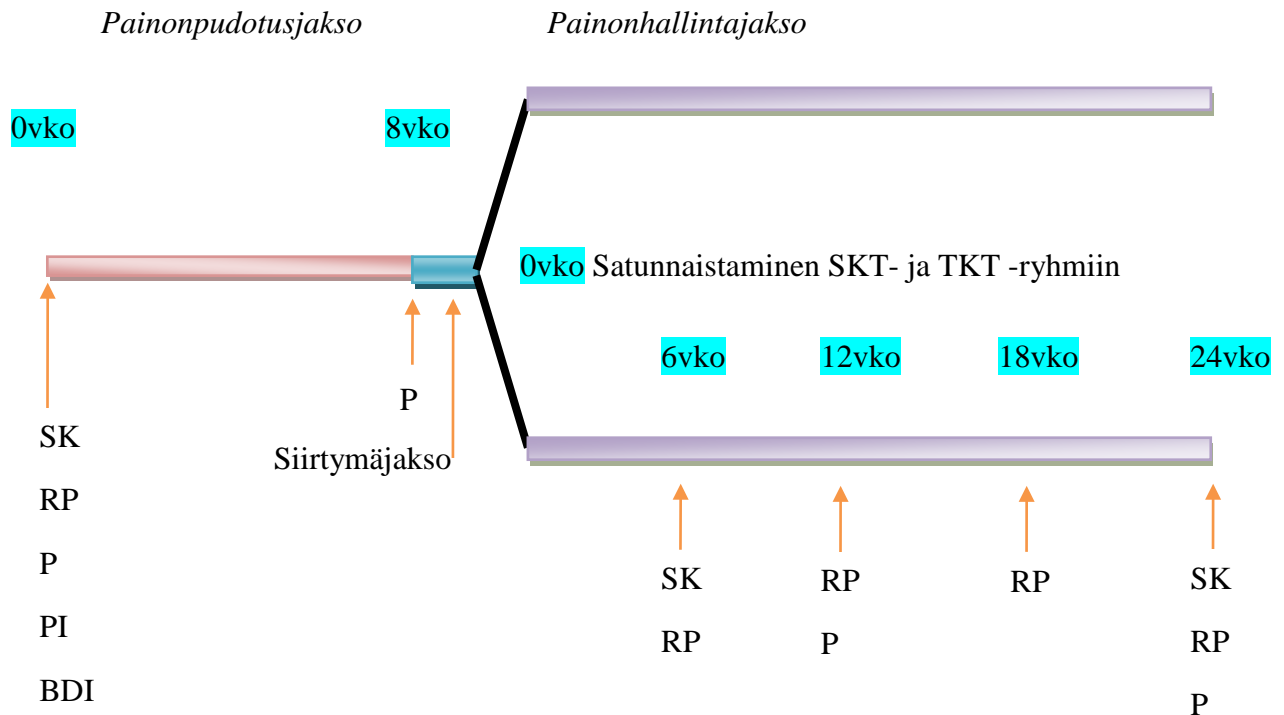 Painonpudotusjakso Painonhallintajakso
0vko 8vko
0vko Satunnaistaminen SKT- ja TKT -ryhmiin
6vko 12vko 18vko 24vko
P
SK
Siirtymäjakso
RP
P
PI
BDI
SK RP RP SK
RP P RP
P